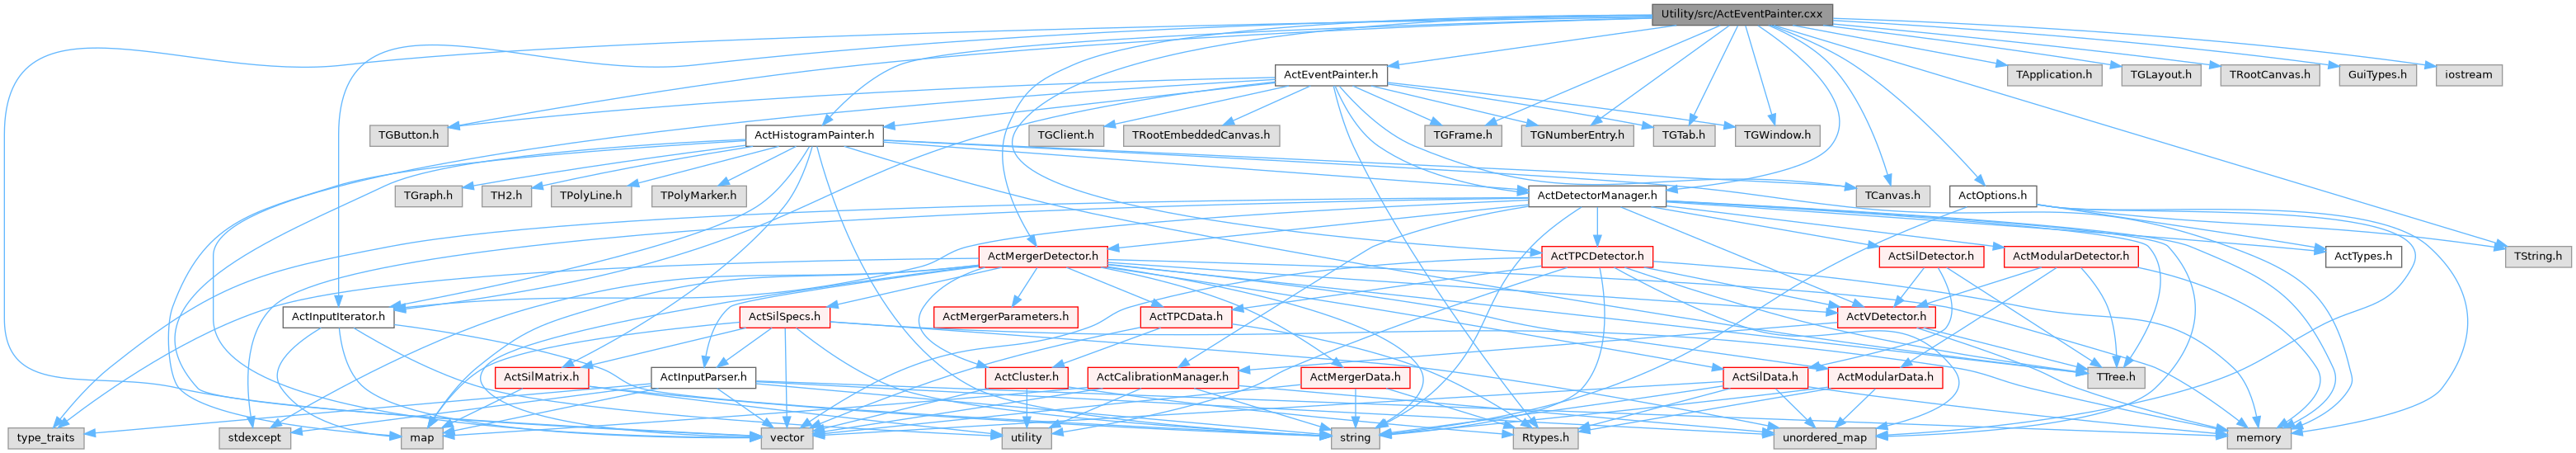 Utility/src/ActEventPainter.cxx
ActEventPainter.h
TApplication.h
TGLayout.h
TRootCanvas.h
GuiTypes.h
iostream
TGButton.h
ActHistogramPainter.h
TGClient.h
TRootEmbeddedCanvas.h
TGFrame.h
TGNumberEntry.h
TGTab.h
TGWindow.h
TGraph.h
TH2.h
TPolyLine.h
TPolyMarker.h
ActDetectorManager.h
TCanvas.h
ActOptions.h
ActMergerDetector.h
ActTPCDetector.h
ActSilDetector.h
ActModularDetector.h
ActTypes.h
TString.h
ActInputIterator.h
ActSilSpecs.h
ActMergerParameters.h
ActTPCData.h
ActVDetector.h
ActSilMatrix.h
ActInputParser.h
ActCluster.h
ActCalibrationManager.h
ActMergerData.h
ActSilData.h
ActModularData.h
TTree.h
type_traits
stdexcept
map
vector
utility
string
Rtypes.h
unordered_map
memory